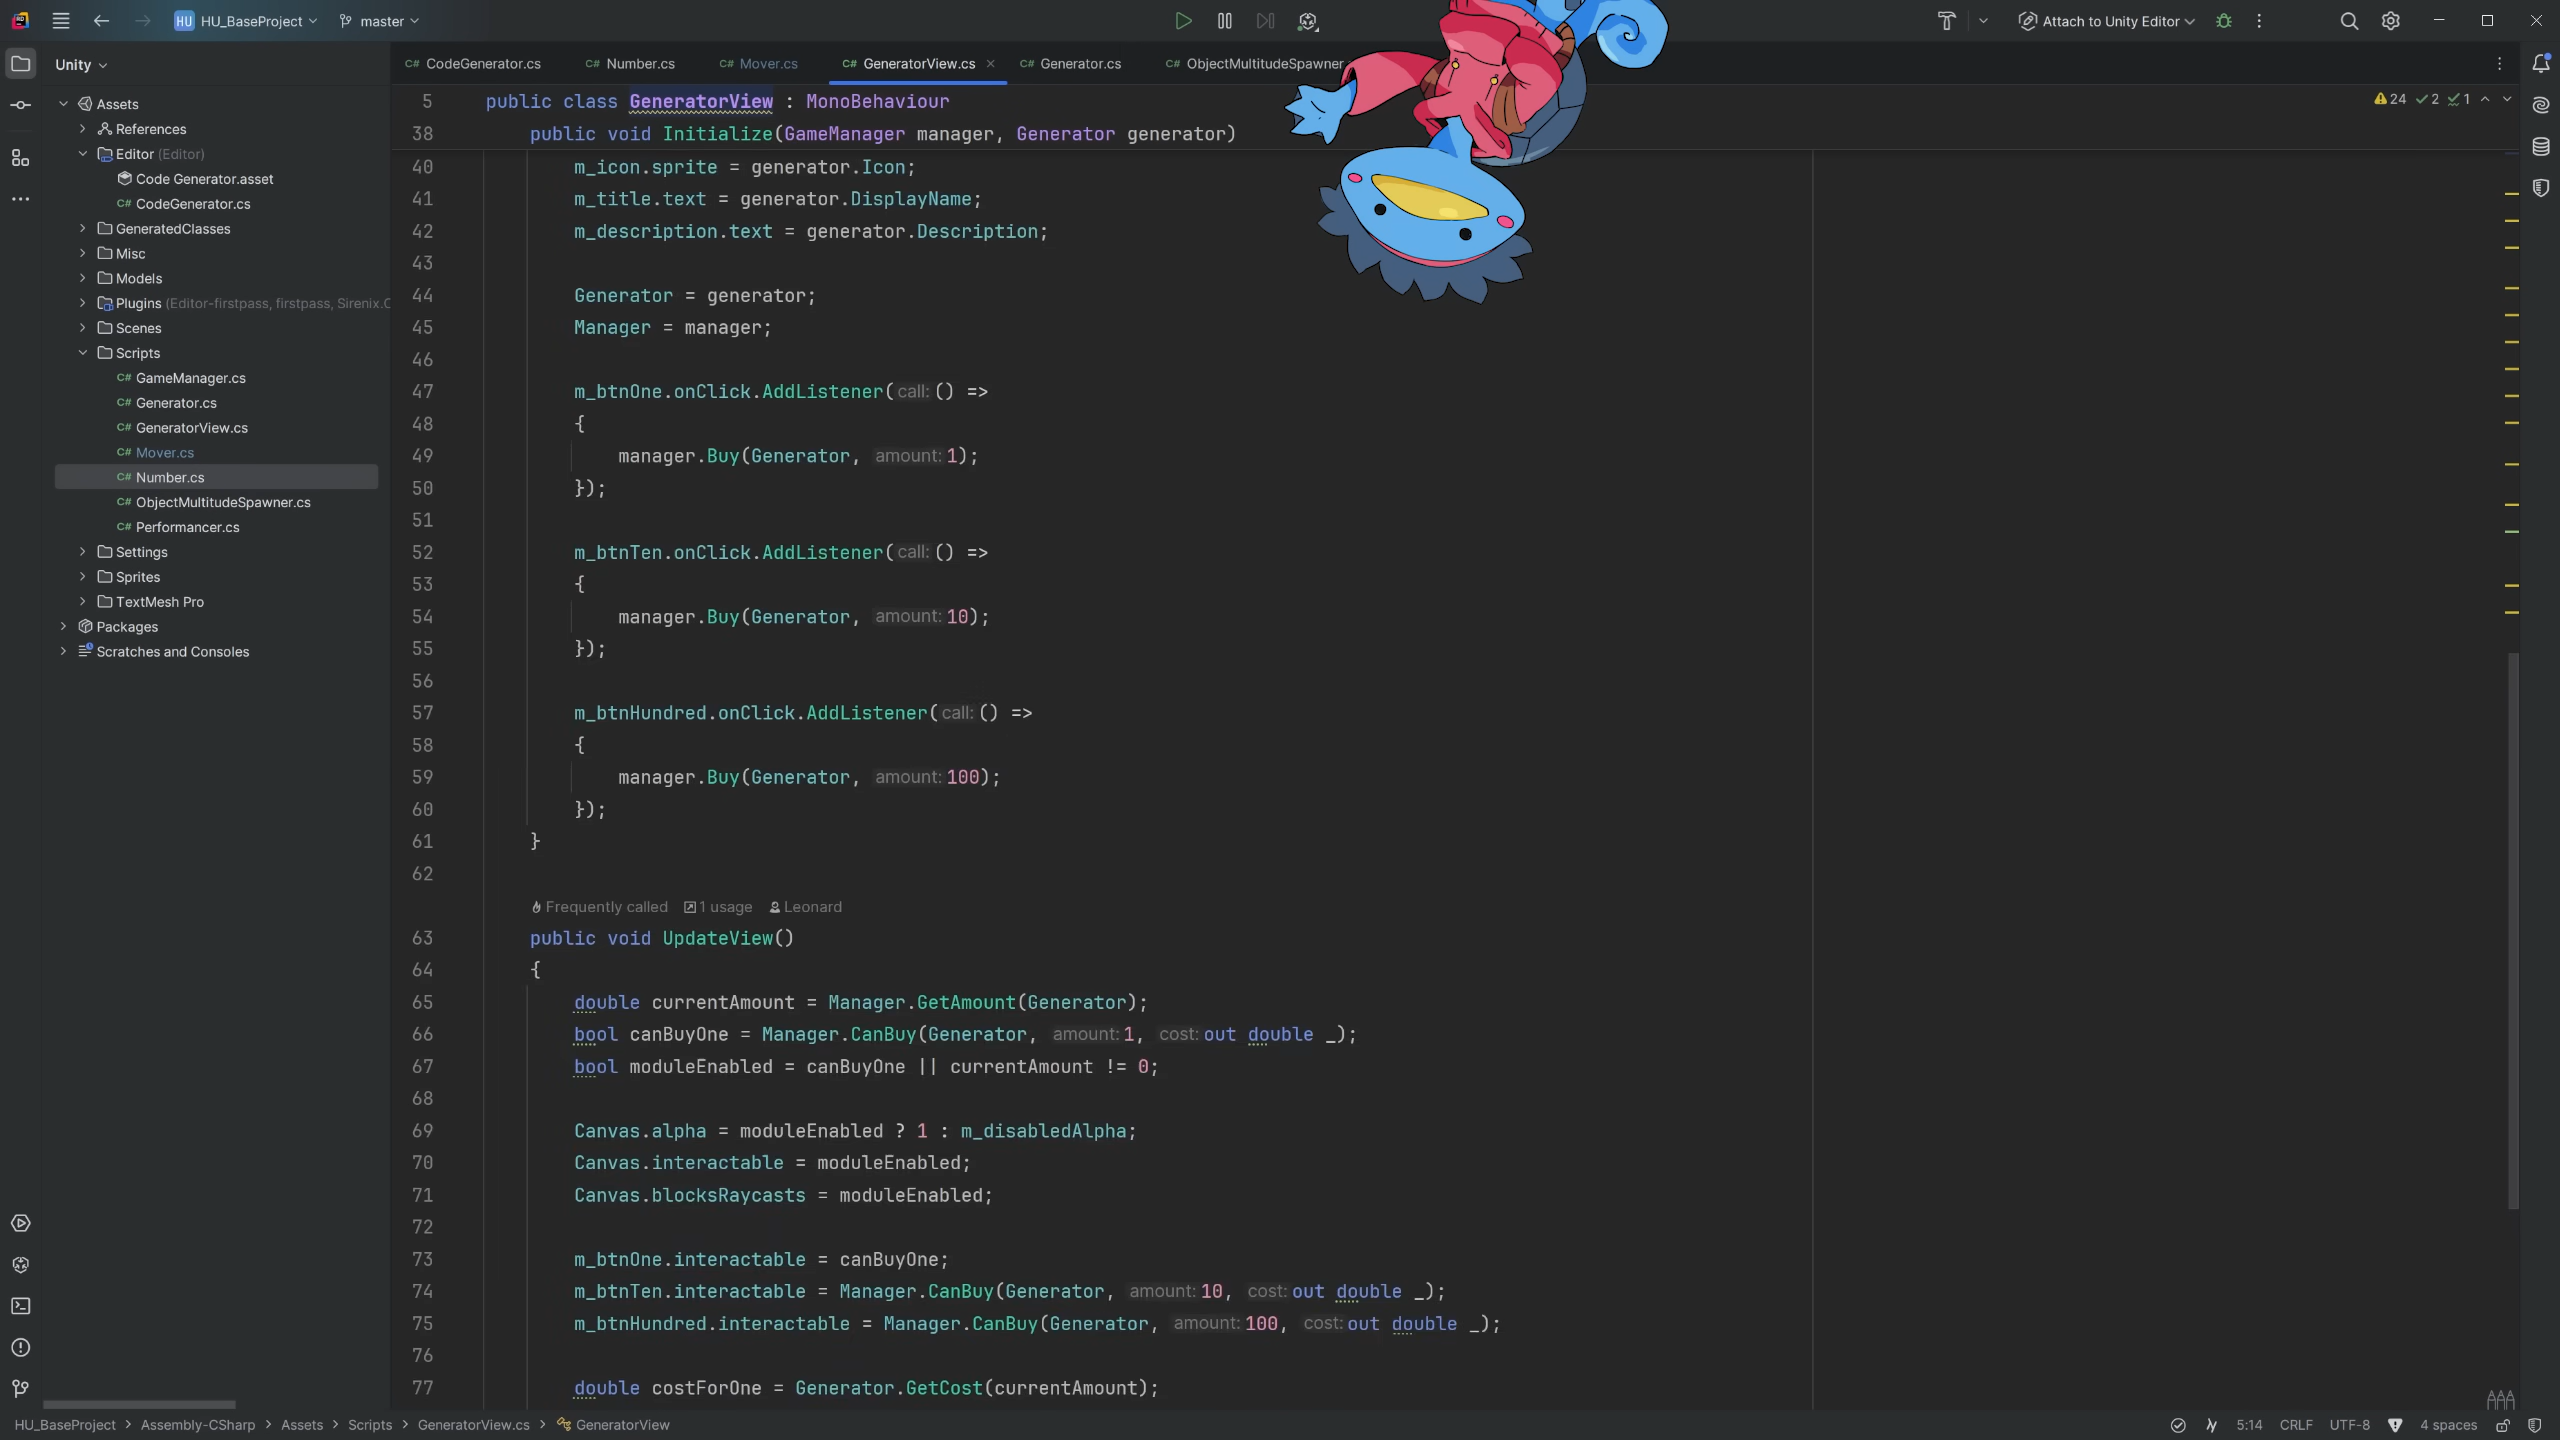 HU HU_BaseProject master Attach to Unity Editor
Unity
CodeGenerator.cs Number.cs Mover.cs GeneratorView.cs Generator.cs ObjectMultitudeSpawner
Assets
References
Editor (Editor)
Code Generator.asset
C# CodeGenerator.cs
GeneratedClasses
Misc
Models
Plugins (Editor-firstpass, firstpass, Sirenix.O
Scenes
Scripts
C# GameManager.cs
C# Generator.cs
C# GeneratorView.cs
C# Mover.cs
C# Number.cs
C# ObjectMultitudeSpawner.cs
C# Performancer.cs
Settings
Sprites
TextMesh Pro
Packages
Scratches and Consoles
24 2 1
5 public class GeneratorView : MonoBehaviour
38 public void Initialize(GameManager manager, Generator generator)
40 m_icon.sprite = generator.Icon;
41 m_title.text = generator.DisplayName;
42 m_description.text = generator.Description;
43
44 Generator = generator;
45 Manager = manager;
46
47 m_btnOne.onClick.AddListener(call: () =>
48 {
49 manager.Buy(Generator, amount: 1);
50 });
51
52 m_btnTen.onClick.AddListener(call: () =>
53 {
54 manager.Buy(Generator, amount: 10);
55 });
56
57 m_btnHundred.onClick.AddListener(call: () =>
58 {
59 manager.Buy(Generator, amount: 100);
60 });
61 }
62
Frequently called 1 usage Leonard
63 public void UpdateView()
64 {
65 double currentAmount = Manager.GetAmount(Generator);
66 bool canBuyOne = Manager.CanBuy(Generator, amount: 1, cost: out double _);
67 bool moduleEnabled = canBuyOne || currentAmount != 0;
68
69 Canvas.alpha = moduleEnabled ? 1 : m_disabledAlpha;
70 Canvas.interactable = moduleEnabled;
71 Canvas.blocksRaycasts = moduleEnabled;
72
73 m_btnOne.interactable = canBuyOne;
74 m_btnTen.interactable = Manager.CanBuy(Generator, amount: 10, cost: out double _);
75 m_btnHundred.interactable = Manager.CanBuy(Generator, amount: 100, cost: out double _);
76
77 double costForOne = Generator.GetCost(currentAmount);
HU_BaseProject > Assembly-CSharp > Assets > Scripts > GeneratorView.cs > GeneratorView 5:14 CRLF UTF-8 4 spaces